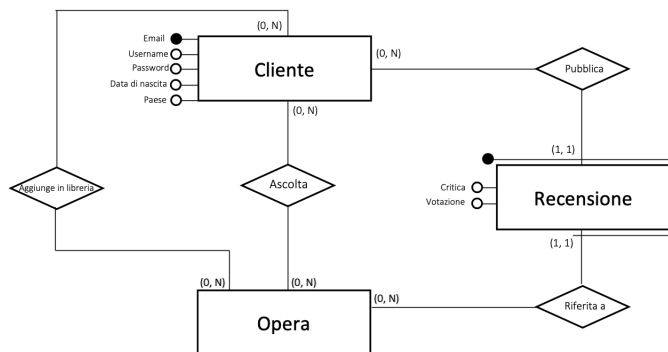 (0, N)
Email
Username
Password
Data di nascita
Paese
Cliente
(0, N)
Pubblica
(0, N)
(1, 1)
Aggiunge in libreria
Ascolta
Critica
Votazione
Recensione
(1, 1)
(0, N)
(0, N)
(0, N)
Opera
Riferita a